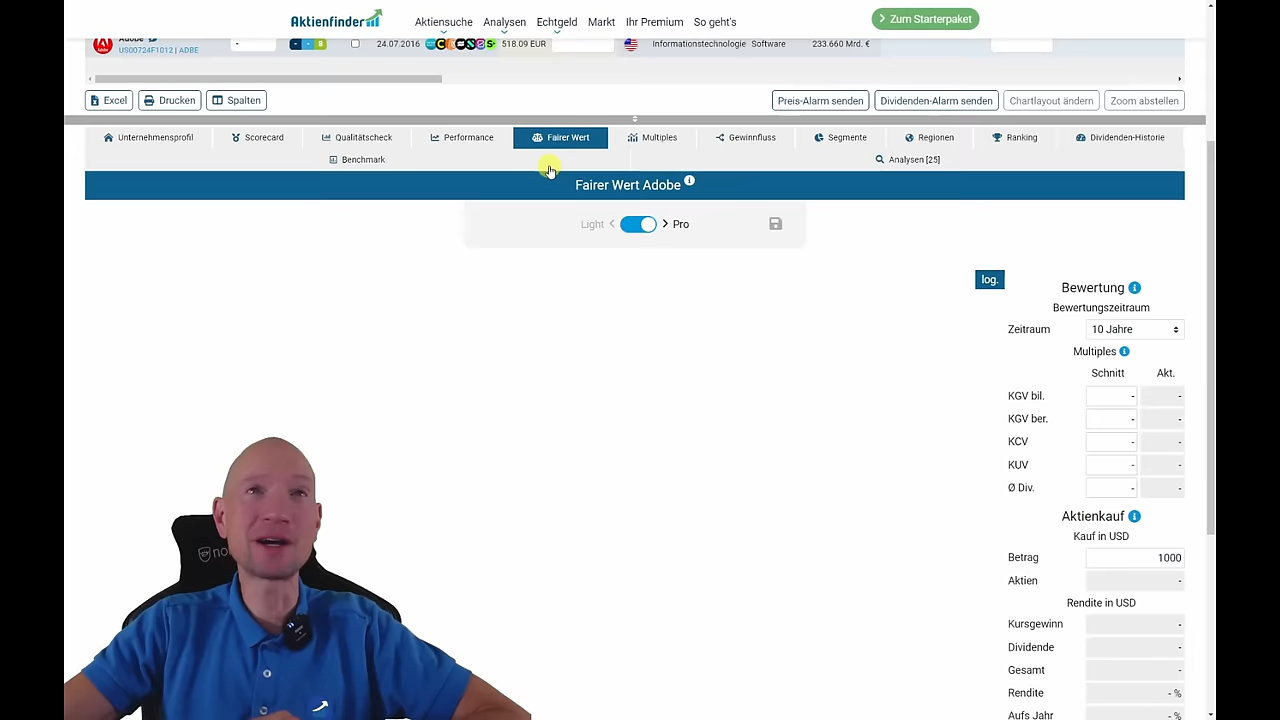 Aktienfinder
Aktiensuche Analysen Echtgeld Markt Ihr Premium So geht's
Zum Starterpaket
Adobe
US00724F1012 | ADBE
-
8
24.07.2016
518.09 EUR
Informationstechnologie Software
233.660 Mrd. €
Excel Drucken Spalten
Preis-Alarm senden Dividenden-Alarm senden Chartlayout ändern Zoom abstellen
Unternehmensprofil Scorecard Qualitätscheck Performance Fairer Wert Multiples Gewinnfluss Segmente Regionen Ranking Dividenden-Historie
Benchmark Analysen [25]
Fairer Wert Adobe
Light Pro
log.
Bewertung
Bewertungszeitraum
Zeitraum 10 Jahre
Multiples
Schnitt Akt.
KGV bil. - -
KGV ber. - -
KCV - -
KUV - -
Ø Div. - -
Aktienkauf
Kauf in USD
Betrag 1000
Aktien -
Rendite in USD
Kursgewinn -
Dividende -
Gesamt -
Rendite - %
Aufs Jahr - %